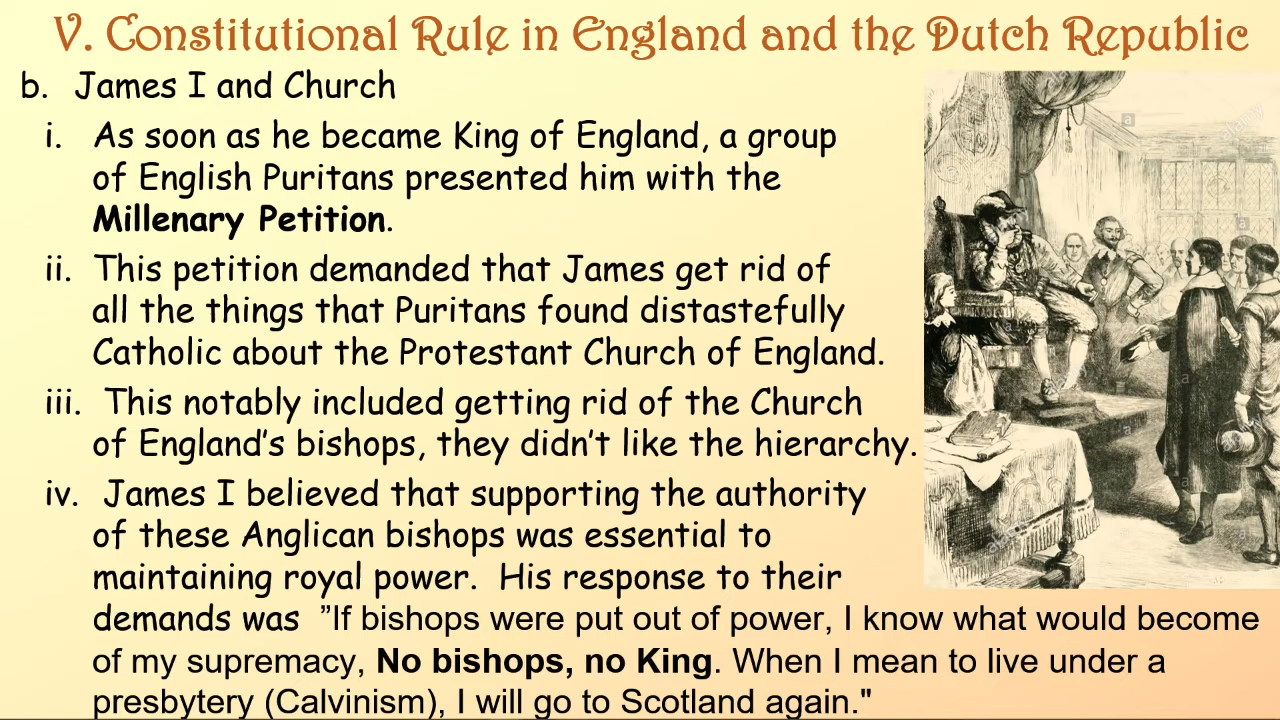 V. Constitutional Rule in England and the Dutch Republic
b. James I and Church
i. As soon as he became King of England, a group
of English Puritans presented him with the
Millenary Petition.
ii. This petition demanded that James get rid of
all the things that Puritans found distastefully
Catholic about the Protestant Church of England.
iii. This notably included getting rid of the Church
of England’s bishops, they didn’t like the hierarchy.
iv. James I believed that supporting the authority
of these Anglican bishops was essential to
maintaining royal power. His response to their
demands was ”If bishops were put out of power, I know what would become
of my supremacy, No bishops, no King. When I mean to live under a
presbytery (Calvinism), I will go to Scotland again."